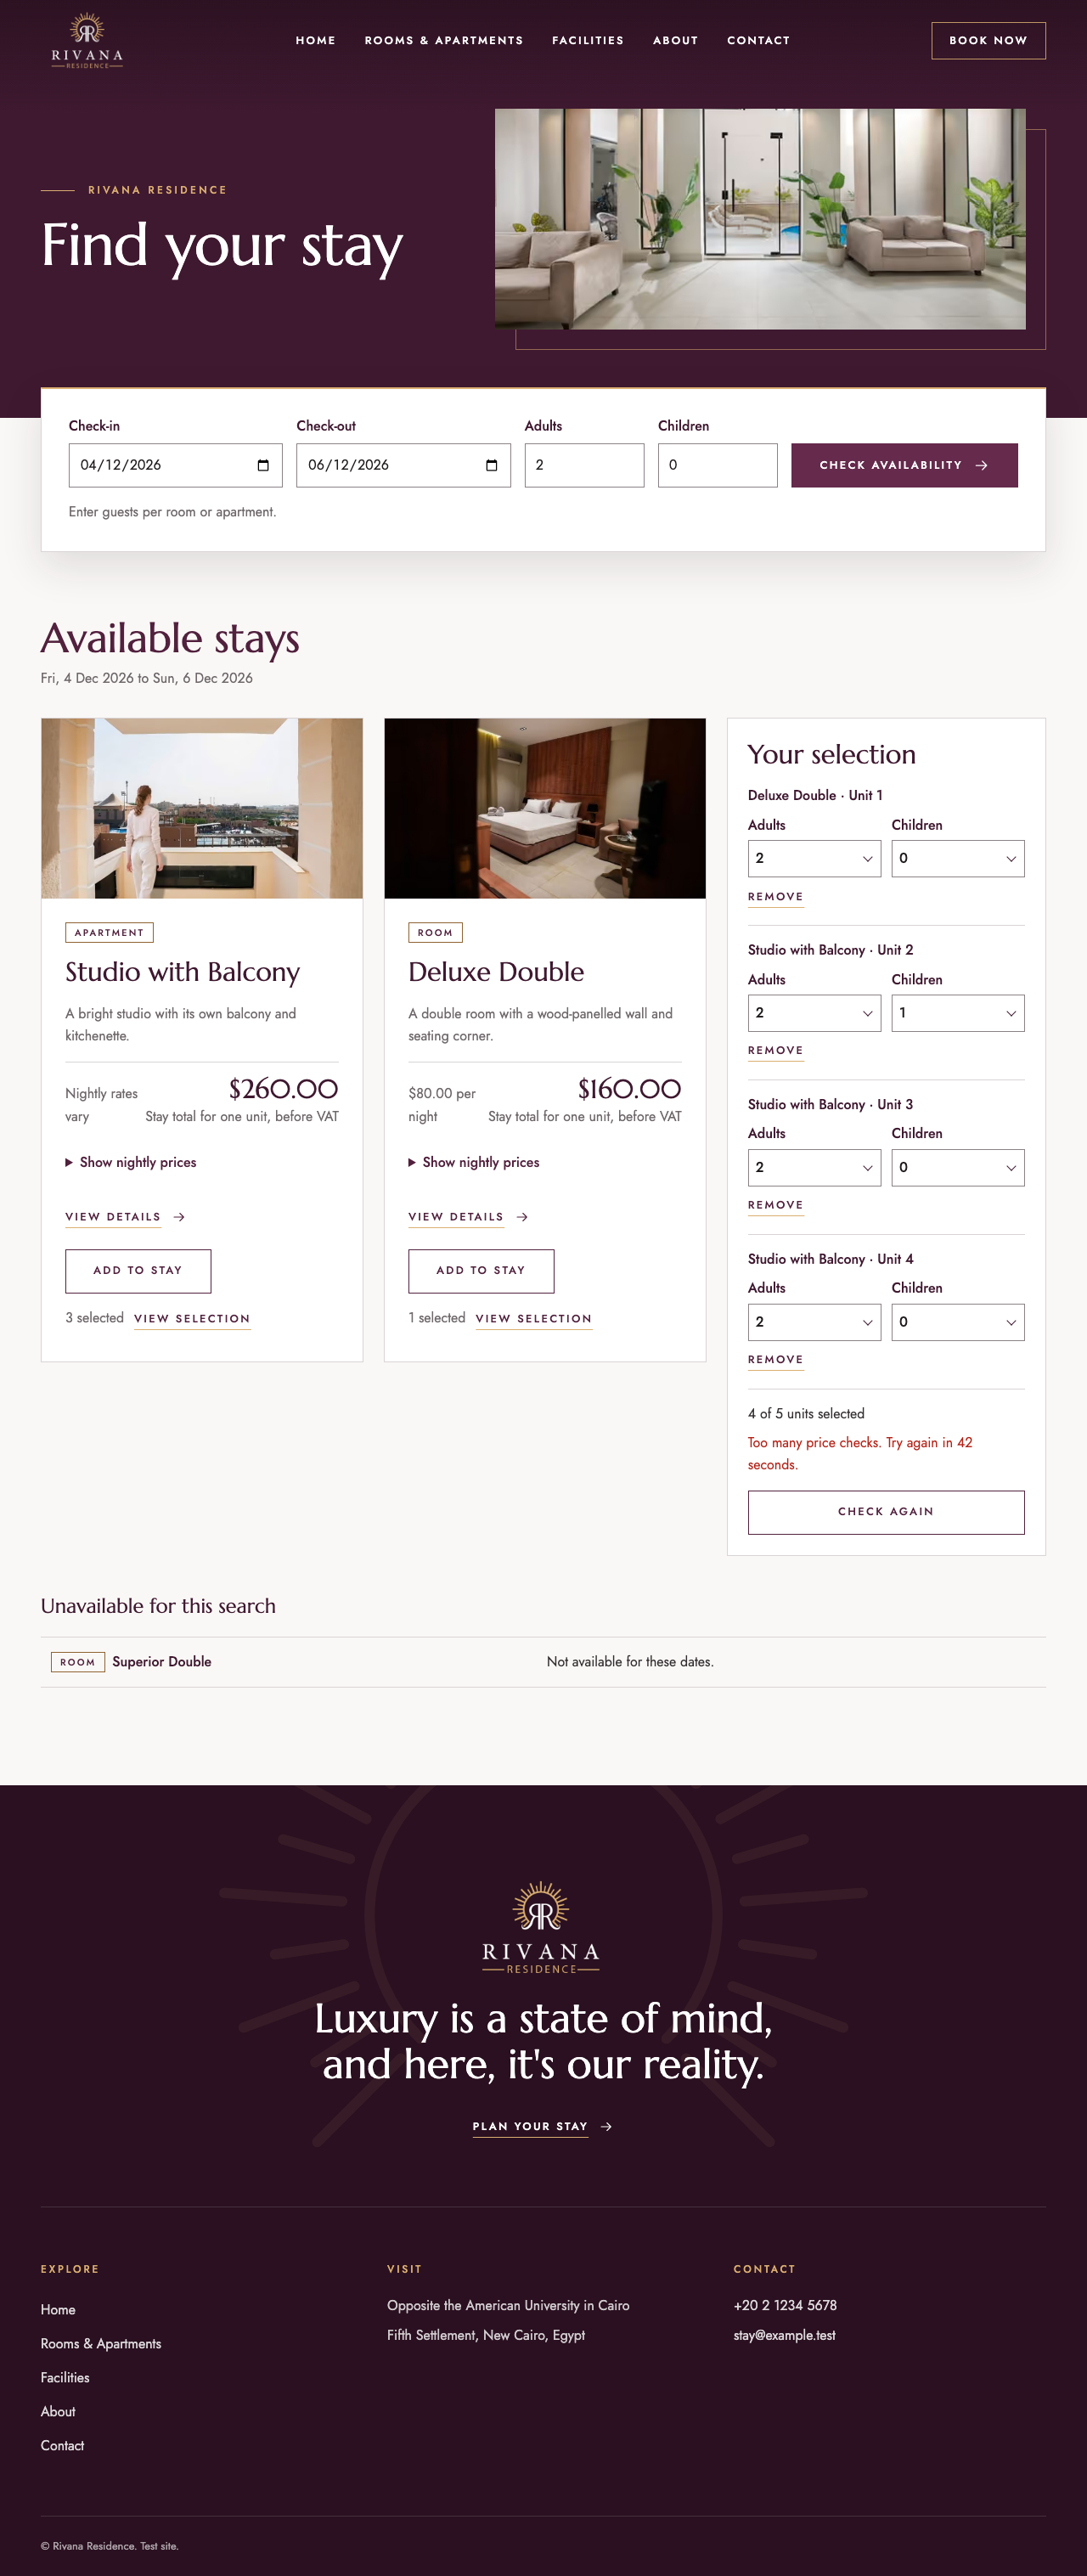 RIVANA
RESIDENCE
HOME
ROOMS & APARTMENTS
FACILITIES
ABOUT
CONTACT
BOOK NOW
RIVANA RESIDENCE
Find your stay
Check-in
Check-out
Adults
Children
04/12/2026
06/12/2026
2
0
CHECK AVAILABILITY
Enter guests per room or apartment.
Available stays
Fri, 4 Dec 2026 to Sun, 6 Dec 2026
APARTMENT
Studio with Balcony
A bright studio with its own balcony and
kitchenette.
Nightly rates
vary
$260.00
Stay total for one unit, before VAT
Show nightly prices
VIEW DETAILS
ADD TO STAY
3 selected
VIEW SELECTION
ROOM
Deluxe Double
A double room with a wood-panelled wall and
seating corner.
$80.00 per
night
$160.00
Stay total for one unit, before VAT
Show nightly prices
VIEW DETAILS
ADD TO STAY
1 selected
VIEW SELECTION
Your selection
Deluxe Double · Unit 1
Adults
Children
2
0
REMOVE
Studio with Balcony · Unit 2
Adults
Children
2
1
REMOVE
Studio with Balcony · Unit 3
Adults
Children
2
0
REMOVE
Studio with Balcony · Unit 4
Adults
Children
2
0
REMOVE
4 of 5 units selected
Too many price checks. Try again in 42
seconds.
CHECK AGAIN
Unavailable for this search
ROOM
Superior Double
Not available for these dates.
RIVANA
RESIDENCE
Luxury is a state of mind,
and here, it's our reality.
PLAN YOUR STAY
EXPLORE
Home
Rooms & Apartments
Facilities
About
Contact
VISIT
Opposite the American University in Cairo
Fifth Settlement, New Cairo, Egypt
CONTACT
+20 2 1234 5678
stay@example.test
© Rivana Residence. Test site.